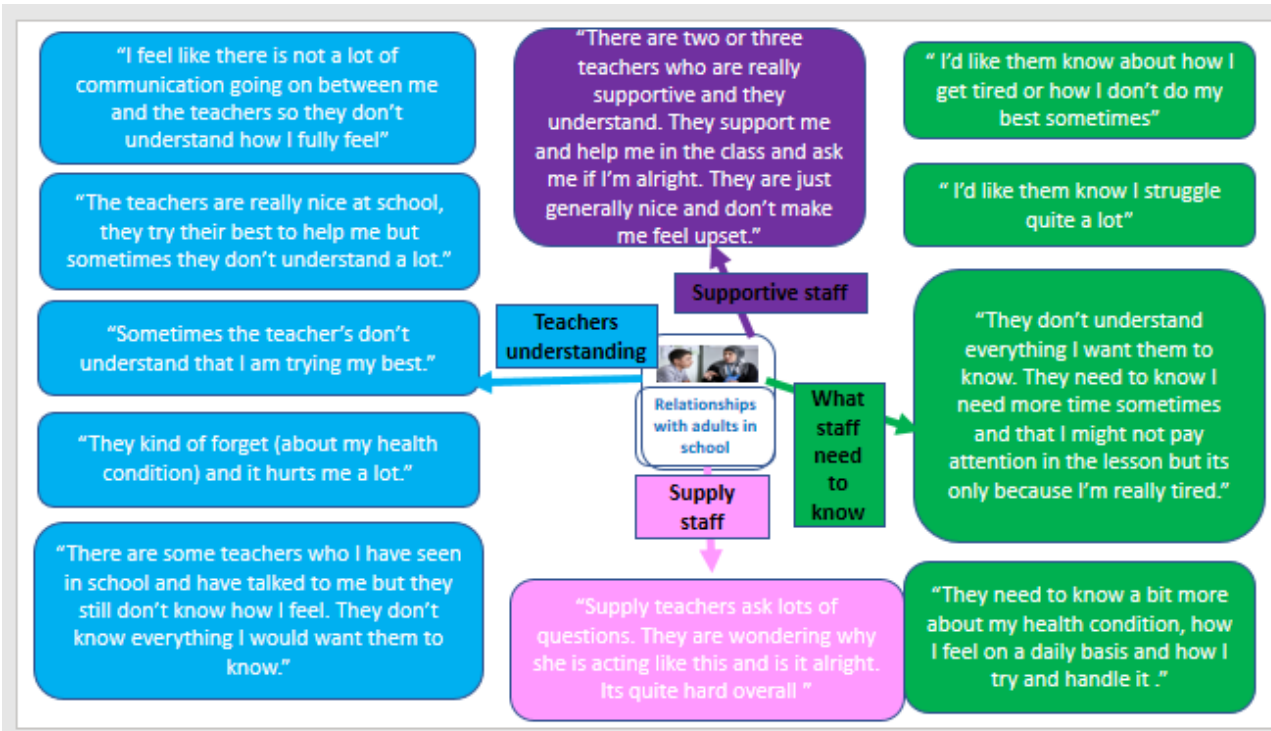 “I feel like there is not a lot of
communication going on between me
and the teachers so they don’t
understand how I fully feel”
“The teachers are really nice at school,
they try their best to help me but
sometimes they don’t understand a lot.”
“Sometimes the teacher’s don’t
understand that I am trying my best.”
“They kind of forget (about my health
condition) and it hurts me a lot.”
“There are some teachers who I have seen
in school and have talked to me but they
still don’t know how I feel. They don’t
know everything I would want them to
know.”
“There are two or three
teachers who are really
supportive and they
understand. They support me
and help me in the class and ask
me if I’m alright. They are just
generally nice and don’t make
me feel upset.”
Supportive staff
Teachers
understanding
Relationships
with adults in
school
What
staff
need
to
know
Supply
staff
“Supply teachers ask lots of
questions. They are wondering why
she is acting like this and is it alright.
Its quite hard overall ”
“ I’d like them know about how I
get tired or how I don’t do my
best sometimes”
“ I’d like them know I struggle
quite a lot”
“They don’t understand
everything I want them to
know. They need to know I
need more time sometimes
and that I might not pay
attention in the lesson but its
only because I’m really tired.”
“They need to know a bit more
about my health condition, how
I feel on a daily basis and how I
try and handle it .”